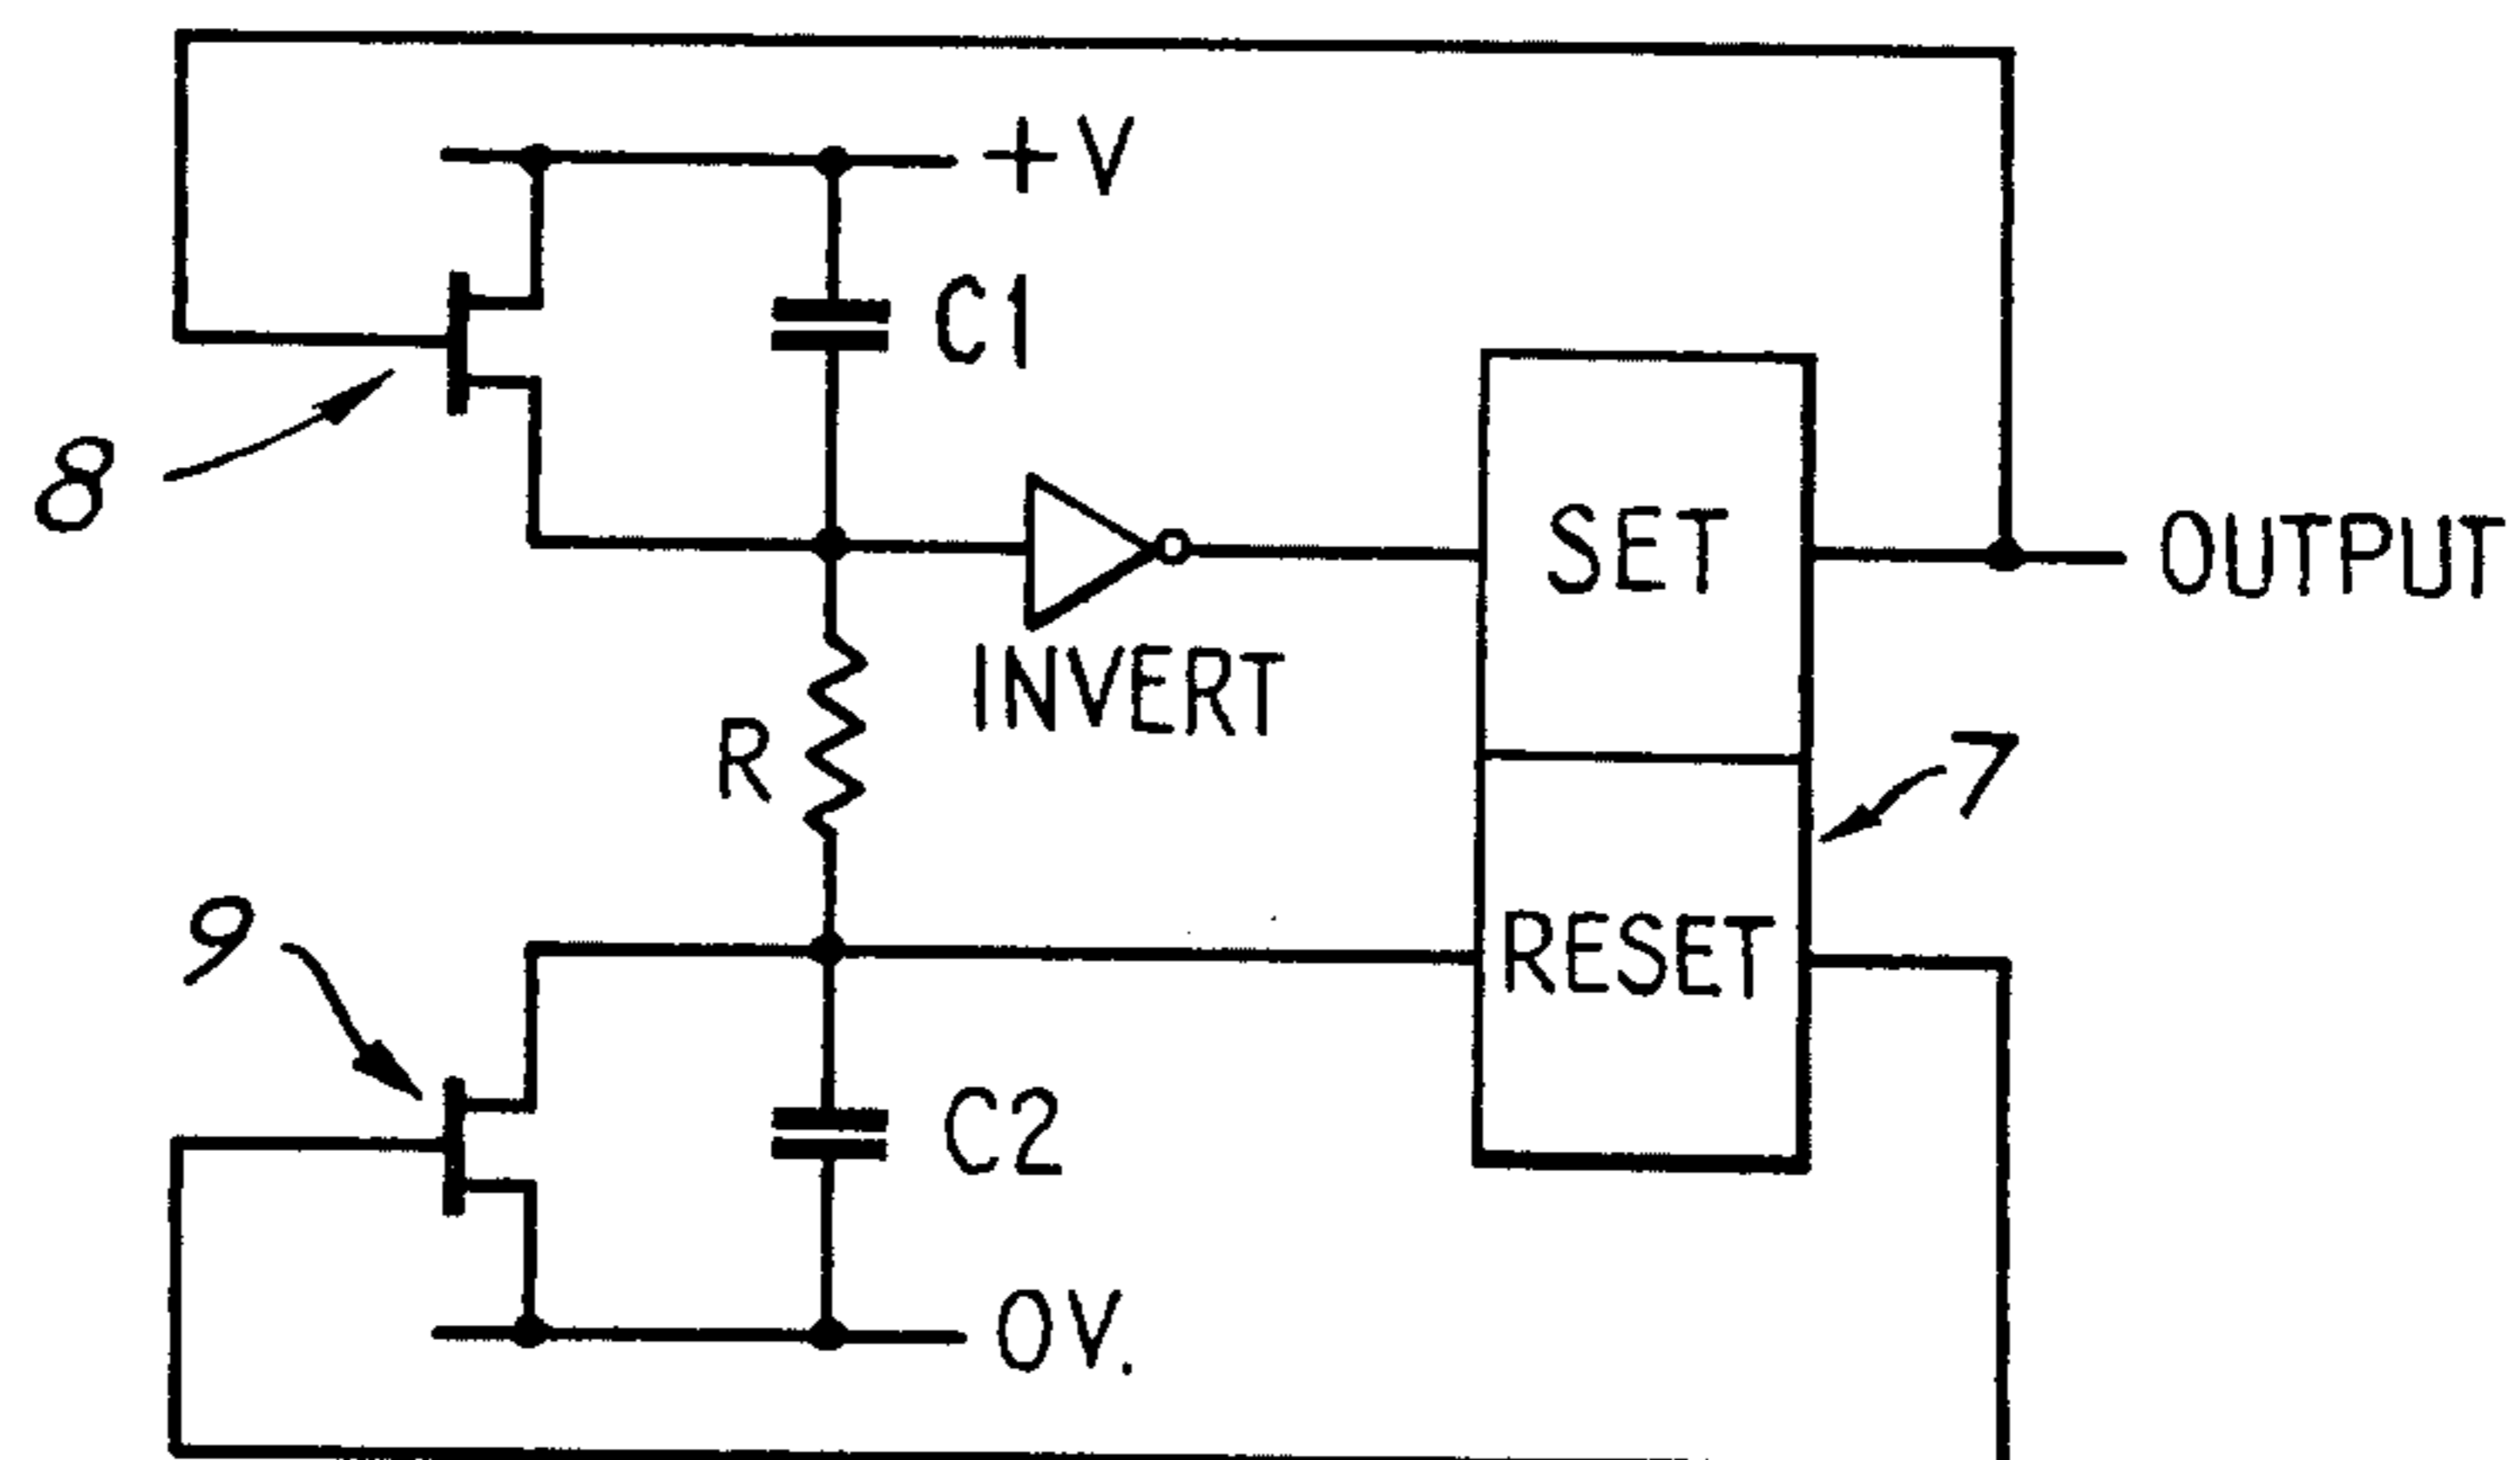 +V
C1
8
SET
OUTPUT
INVERT
R
7
9
RESET
C2
0V.